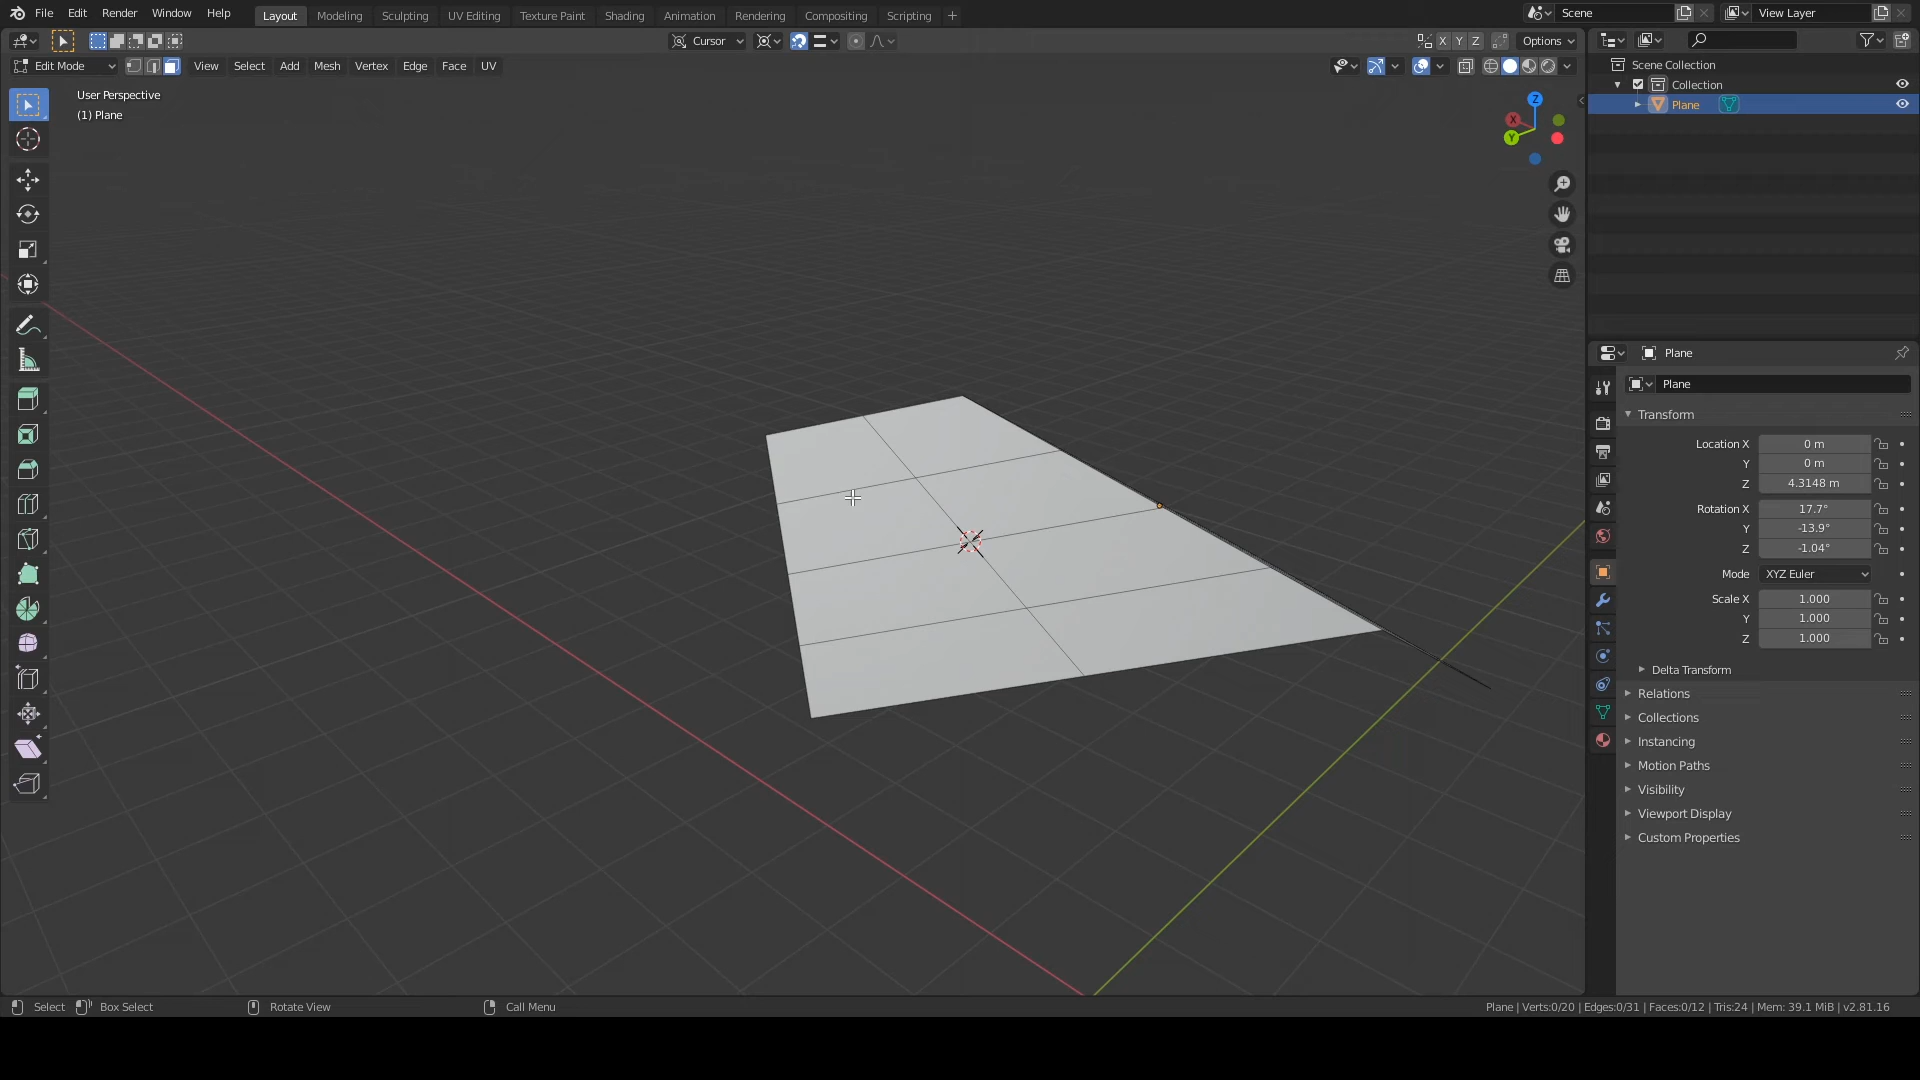 File Edit Render Window Help Layout Modeling Sculpting UV Editing Texture Paint Shading Animation Rendering Compositing Scripting + Scene View Layer
Cursor X Y Z Options
Edit Mode View Select Add Mesh Vertex Edge Face UV
User Perspective
(1) Plane
Z
X
Y
Scene Collection
Collection
Plane
Plane
Plane
Transform
Location X 0 m
Y 0 m
Z 4.3148 m
Rotation X 17.7°
Y -13.9°
Z -1.04°
Mode XYZ Euler
Scale X 1.000
Y 1.000
Z 1.000
Delta Transform
Relations
Collections
Instancing
Motion Paths
Visibility
Viewport Display
Custom Properties
Select Box Select Rotate View Call Menu Plane | Verts:0/20 | Edges:0/31 | Faces:0/12 | Tris:24 | Mem: 39.1 MiB | v2.81.16